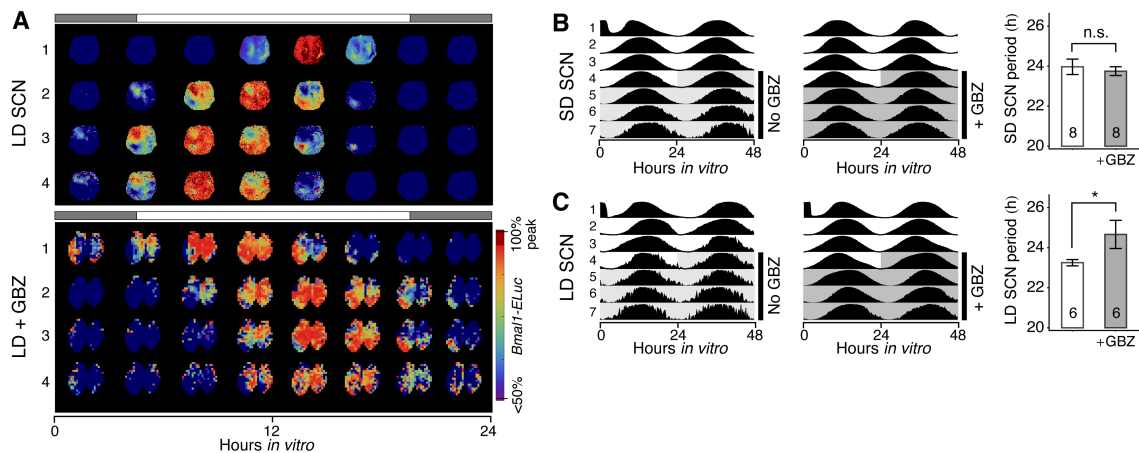 A
LD SCN
1
2
3
4
LD + GBZ
1
2
3
4
100%
peak
Bmal1-ELuc
<50%
0
12
24
Hours in vitro
B
SD SCN
1
2
3
4
5
6
7
0
24
48
Hours in vitro
No GBZ
0
24
48
Hours in vitro
+ GBZ
SD SCN period (h)
26
24
22
20
n.s.
8
8
+GBZ
C
LD SCN
1
2
3
4
5
6
7
0
24
48
Hours in vitro
No GBZ
0
24
48
Hours in vitro
+ GBZ
LD SCN period (h)
26
24
22
20
*
6
6
+GBZ